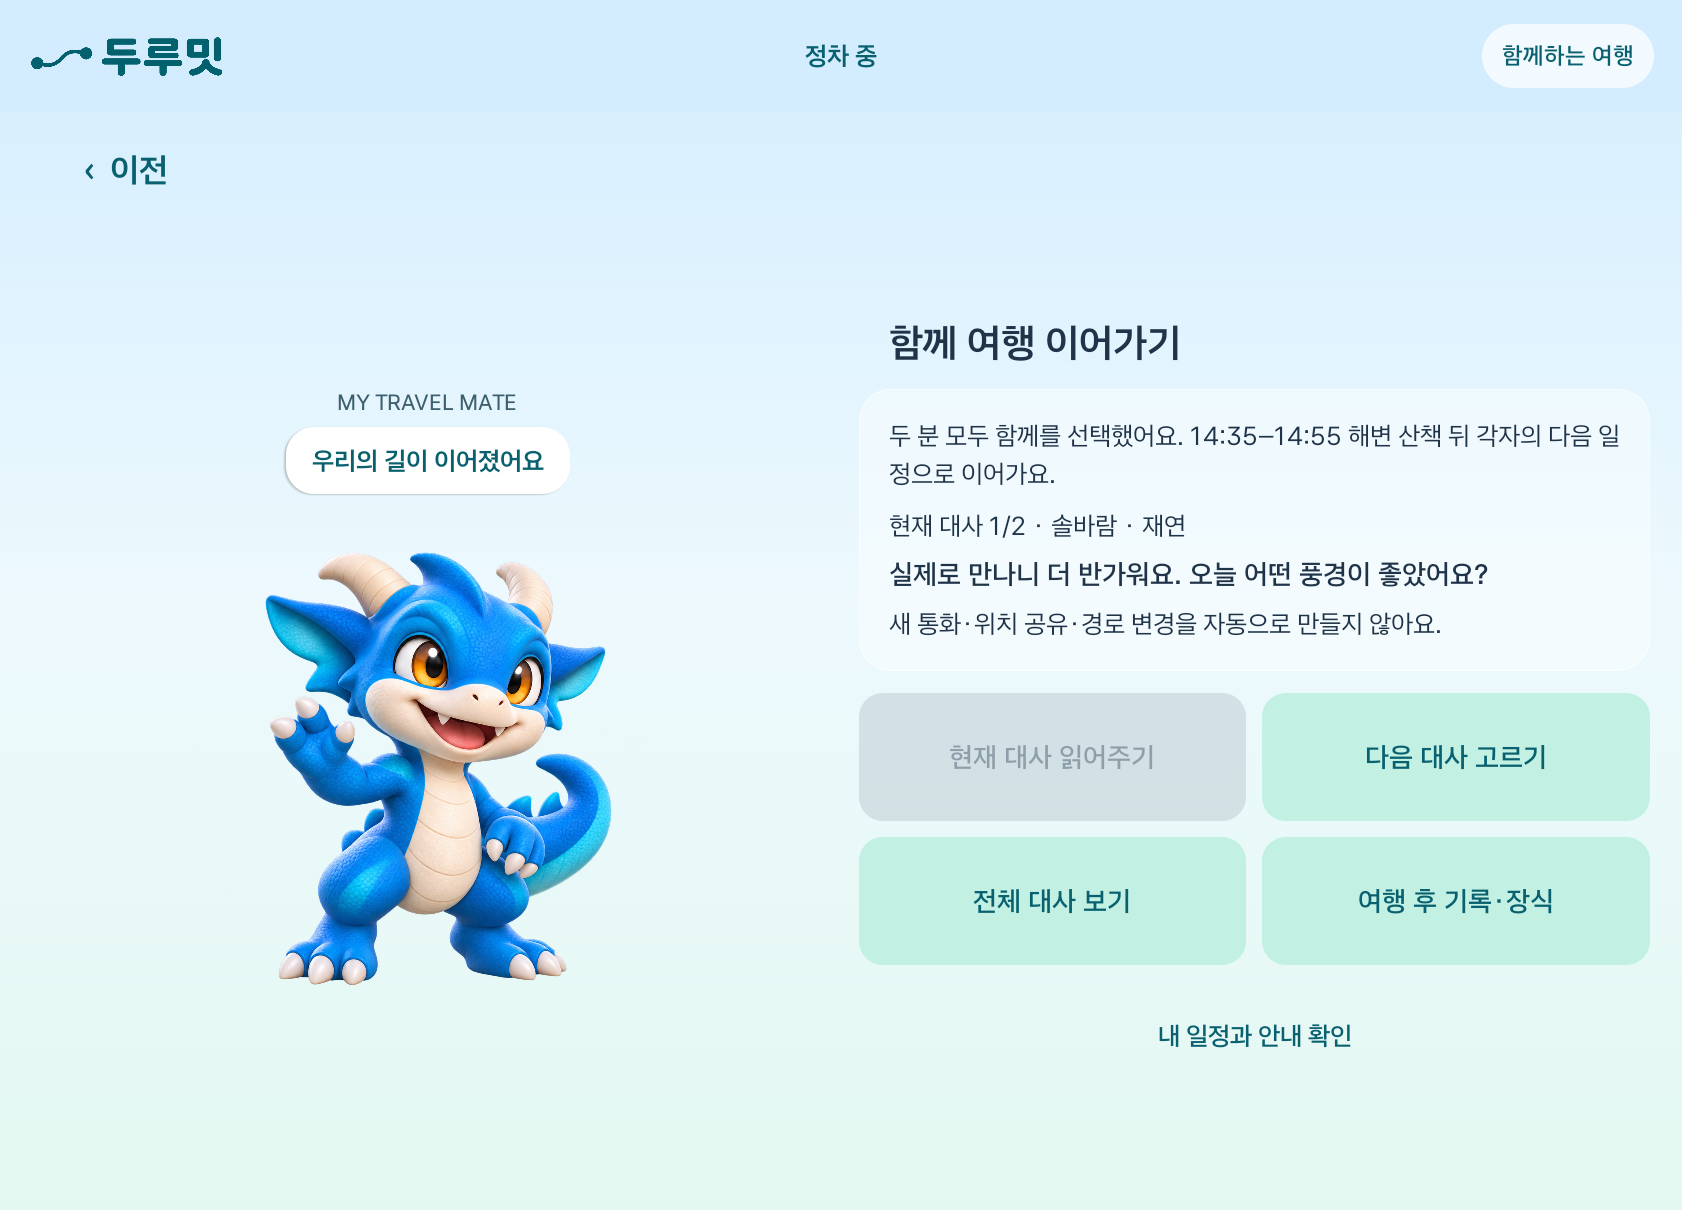 두루밋
정차 중
함께하는 여행
‹ 이전
MY TRAVEL MATE
우리의 길이 이어졌어요
함께 여행 이어가기
두 분 모두 함께를 선택했어요. 14:35–14:55 해변 산책 뒤 각자의 다음 일
정으로 이어가요.
현재 대사 1/2 · 솔바람 · 재연
실제로 만나니 더 반가워요. 오늘 어떤 풍경이 좋았어요?
새 통화·위치 공유·경로 변경을 자동으로 만들지 않아요.
현재 대사 읽어주기
다음 대사 고르기
전체 대사 보기
여행 후 기록·장식
내 일정과 안내 확인